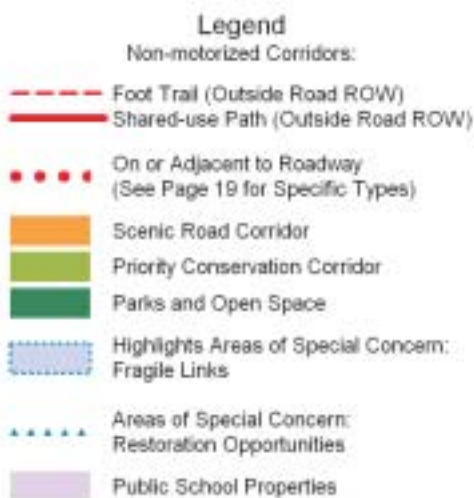 Legend
Non-motorized Corridors:
Foot Trail (Outside Road ROW)
Shared-use Path (Outside Road ROW)
On or Adjacent to Roadway
(See Page 19 for Specific Types)
Scenic Road Corridor
Priority Conservation Corridor
Parks and Open Space
Highlights Areas of Special Concern:
Fragile Links
Areas of Special Concern:
Restoration Opportunities
Public School Properties